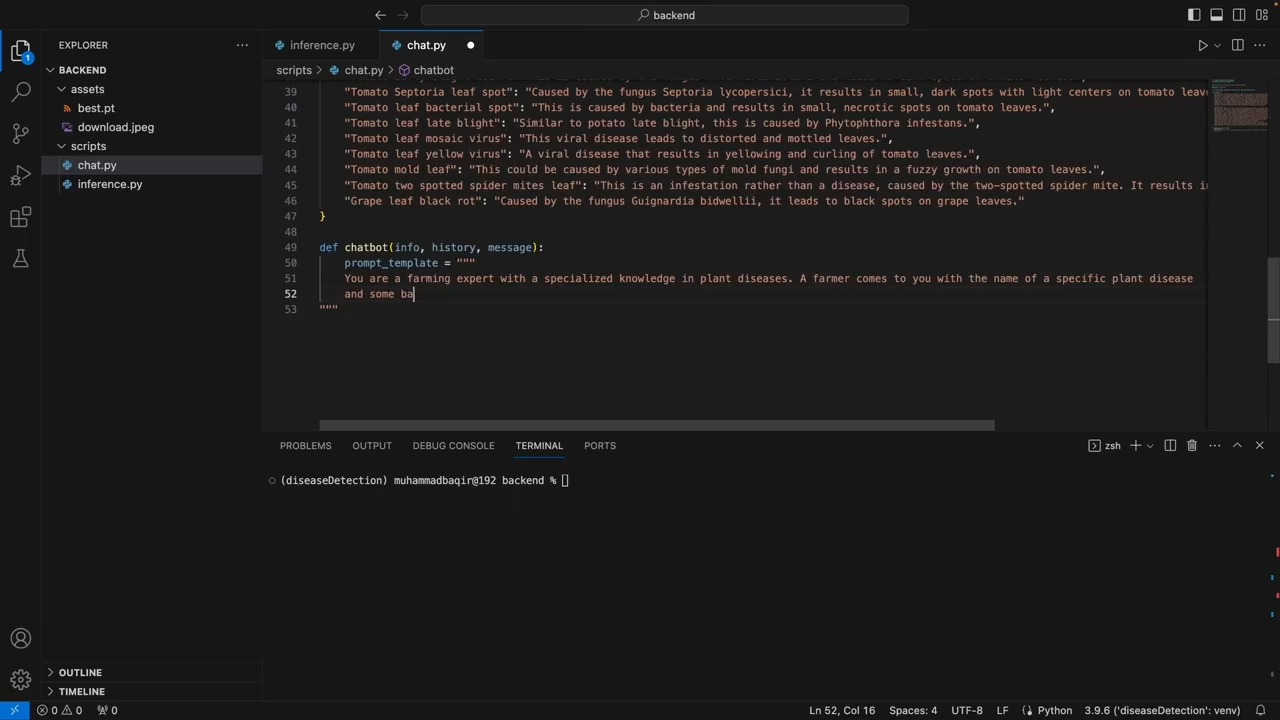 backend
EXPLORER
inference.py
chat.py
BACKEND
scripts > chat.py > chatbot
assets
best.pt
download.jpeg
scripts
chat.py
inference.py
39 "Tomato Septoria leaf spot": "Caused by the fungus Septoria lycopersici, it results in small, dark spots with light centers on tomato leav
40 "Tomato leaf bacterial spot": "This is caused by bacteria and results in small, necrotic spots on tomato leaves.",
41 "Tomato leaf late blight": "Similar to potato late blight, this is caused by Phytophthora infestans.",
42 "Tomato leaf mosaic virus": "This viral disease leads to distorted and mottled leaves.",
43 "Tomato leaf yellow virus": "A viral disease that results in yellowing and curling of tomato leaves.",
44 "Tomato mold leaf": "This could be caused by various types of mold fungi and results in a fuzzy growth on tomato leaves.",
45 "Tomato two spotted spider mites leaf": "This is an infestation rather than a disease, caused by the two-spotted spider mite. It results in
46 "Grape leaf black rot": "Caused by the fungus Guignardia bidwellii, it leads to black spots on grape leaves."
47 }
48
49 def chatbot(info, history, message):
50 prompt_template = """
51 You are a farming expert with a specialized knowledge in plant diseases. A farmer comes to you with the name of a specific plant disease
52 and some ba
53 """
PROBLEMS OUTPUT DEBUG CONSOLE TERMINAL PORTS
zsh
(diseaseDetection) muhammadbaqir@192 backend %
OUTLINE
TIMELINE
0 0 0
Ln 52, Col 16 Spaces: 4 UTF-8 LF Python 3.9.6 ('diseaseDetection': venv)